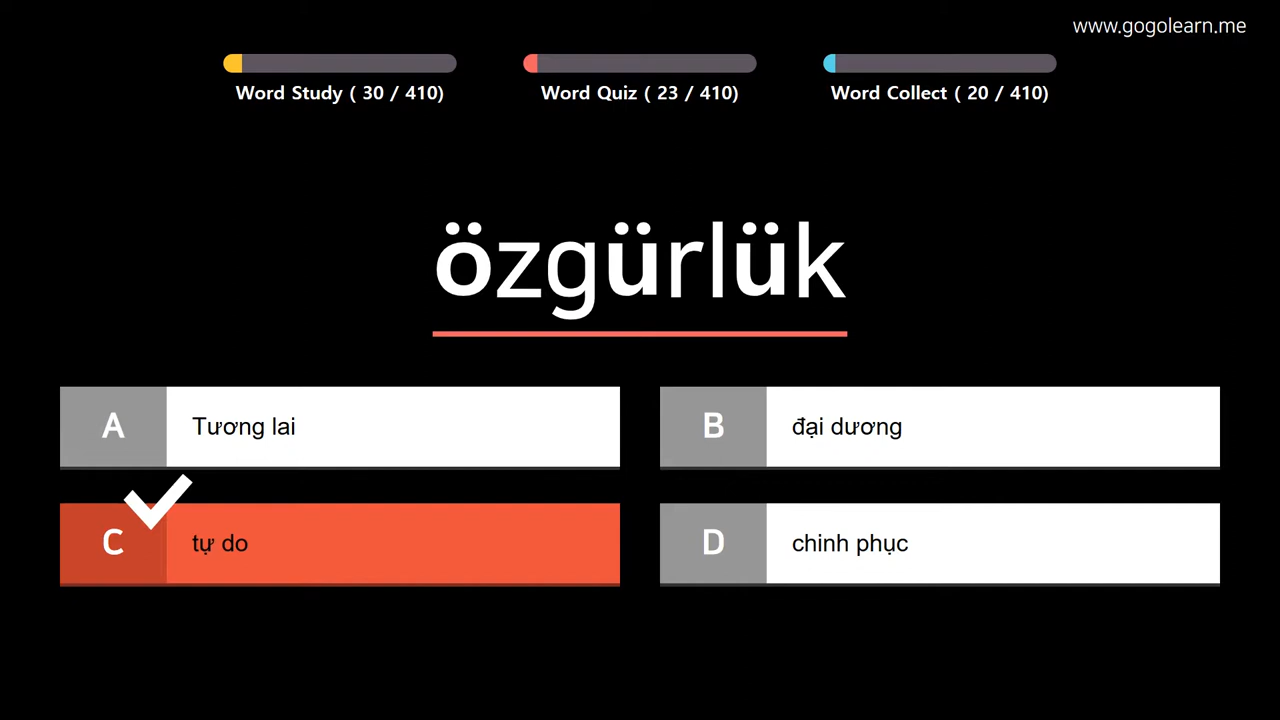 www.gogolearn.me
Word Study ( 30 / 410)
Word Quiz ( 23 / 410)
Word Collect ( 20 / 410)
özgürlük
A
Tương lai
B
đại dương
C
tự do
D
chinh phục